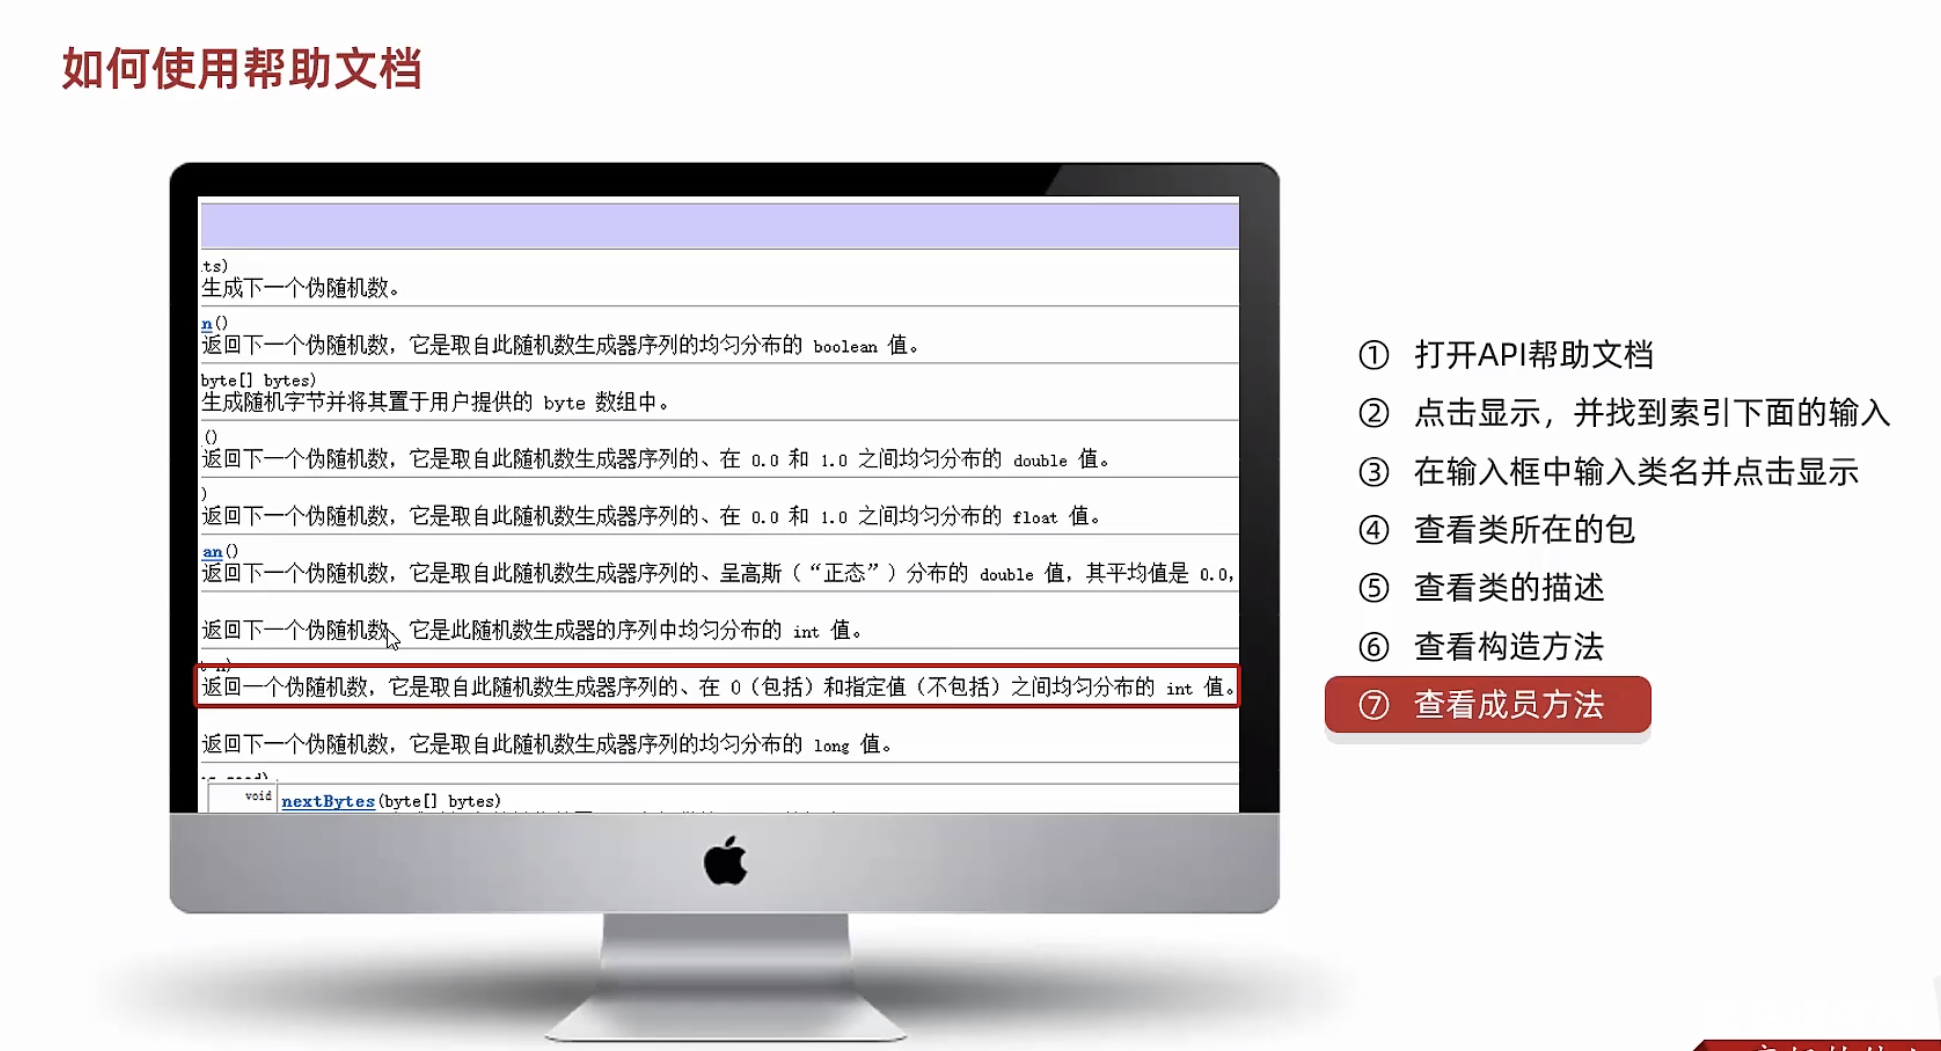 如何使用帮助文档
ts)
生成下一个伪随机数。
n()
返回下一个伪随机数，它是取自此随机数生成器序列的均匀分布的 boolean 值。
byte[] bytes)
生成随机字节并将其置于用户提供的 byte 数组中。
()
返回下一个伪随机数，它是取自此随机数生成器序列的、在 0.0 和 1.0 之间均匀分布的 double 值。
)
返回下一个伪随机数，它是取自此随机数生成器序列的、在 0.0 和 1.0 之间均匀分布的 float 值。
an()
返回下一个伪随机数，它是取自此随机数生成器序列的、呈高斯（“正态”）分布的 double 值，其平均值是 0.0，
返回下一个伪随机数，它是此随机数生成器的序列中均匀分布的 int 值。
返回一个伪随机数，它是取自此随机数生成器序列的、在 0（包括）和指定值（不包括）之间均匀分布的 int 值。
返回下一个伪随机数，它是取自此随机数生成器序列的均匀分布的 long 值。
void nextBytes(byte[] bytes)
① 打开API帮助文档
② 点击显示，并找到索引下面的输入
③ 在输入框中输入类名并点击显示
④ 查看类所在的包
⑤ 查看类的描述
⑥ 查看构造方法
⑦ 查看成员方法